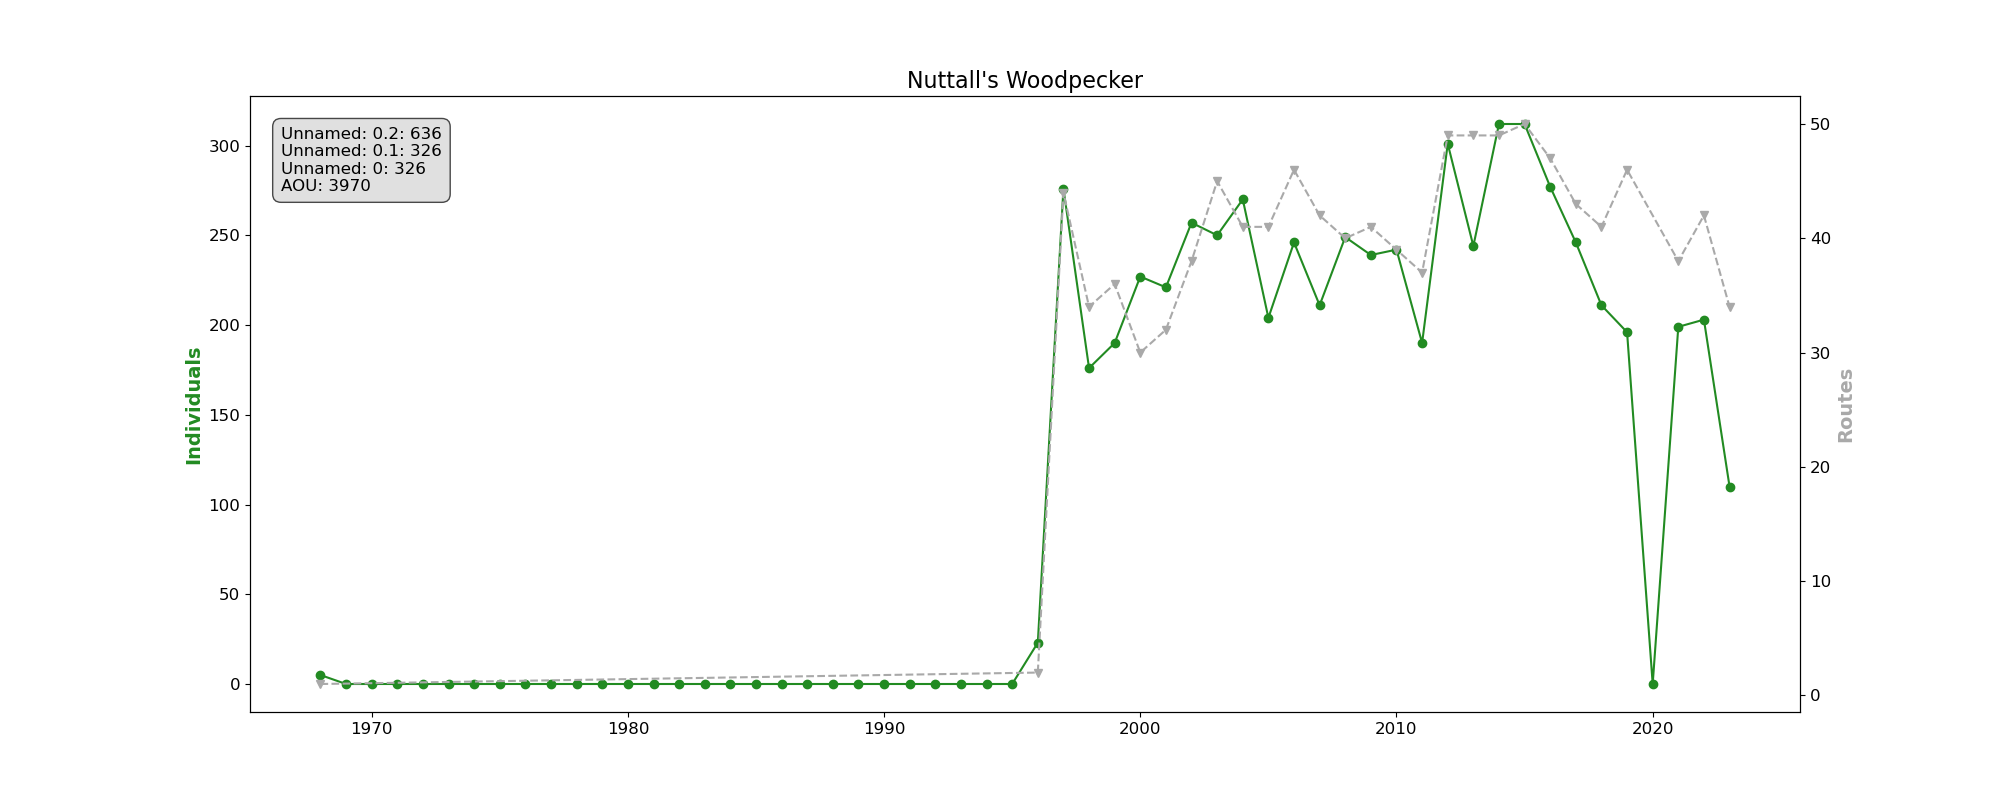 Nuttall's Woodpecker
Unnamed: 0.2: 636
Unnamed: 0.1: 326
Unnamed: 0: 326
AOU: 3970
300
250
200
150
100
50
0
Individuals
50
40
30
20
10
0
Routes
1970 1980 1990 2000 2010 2020